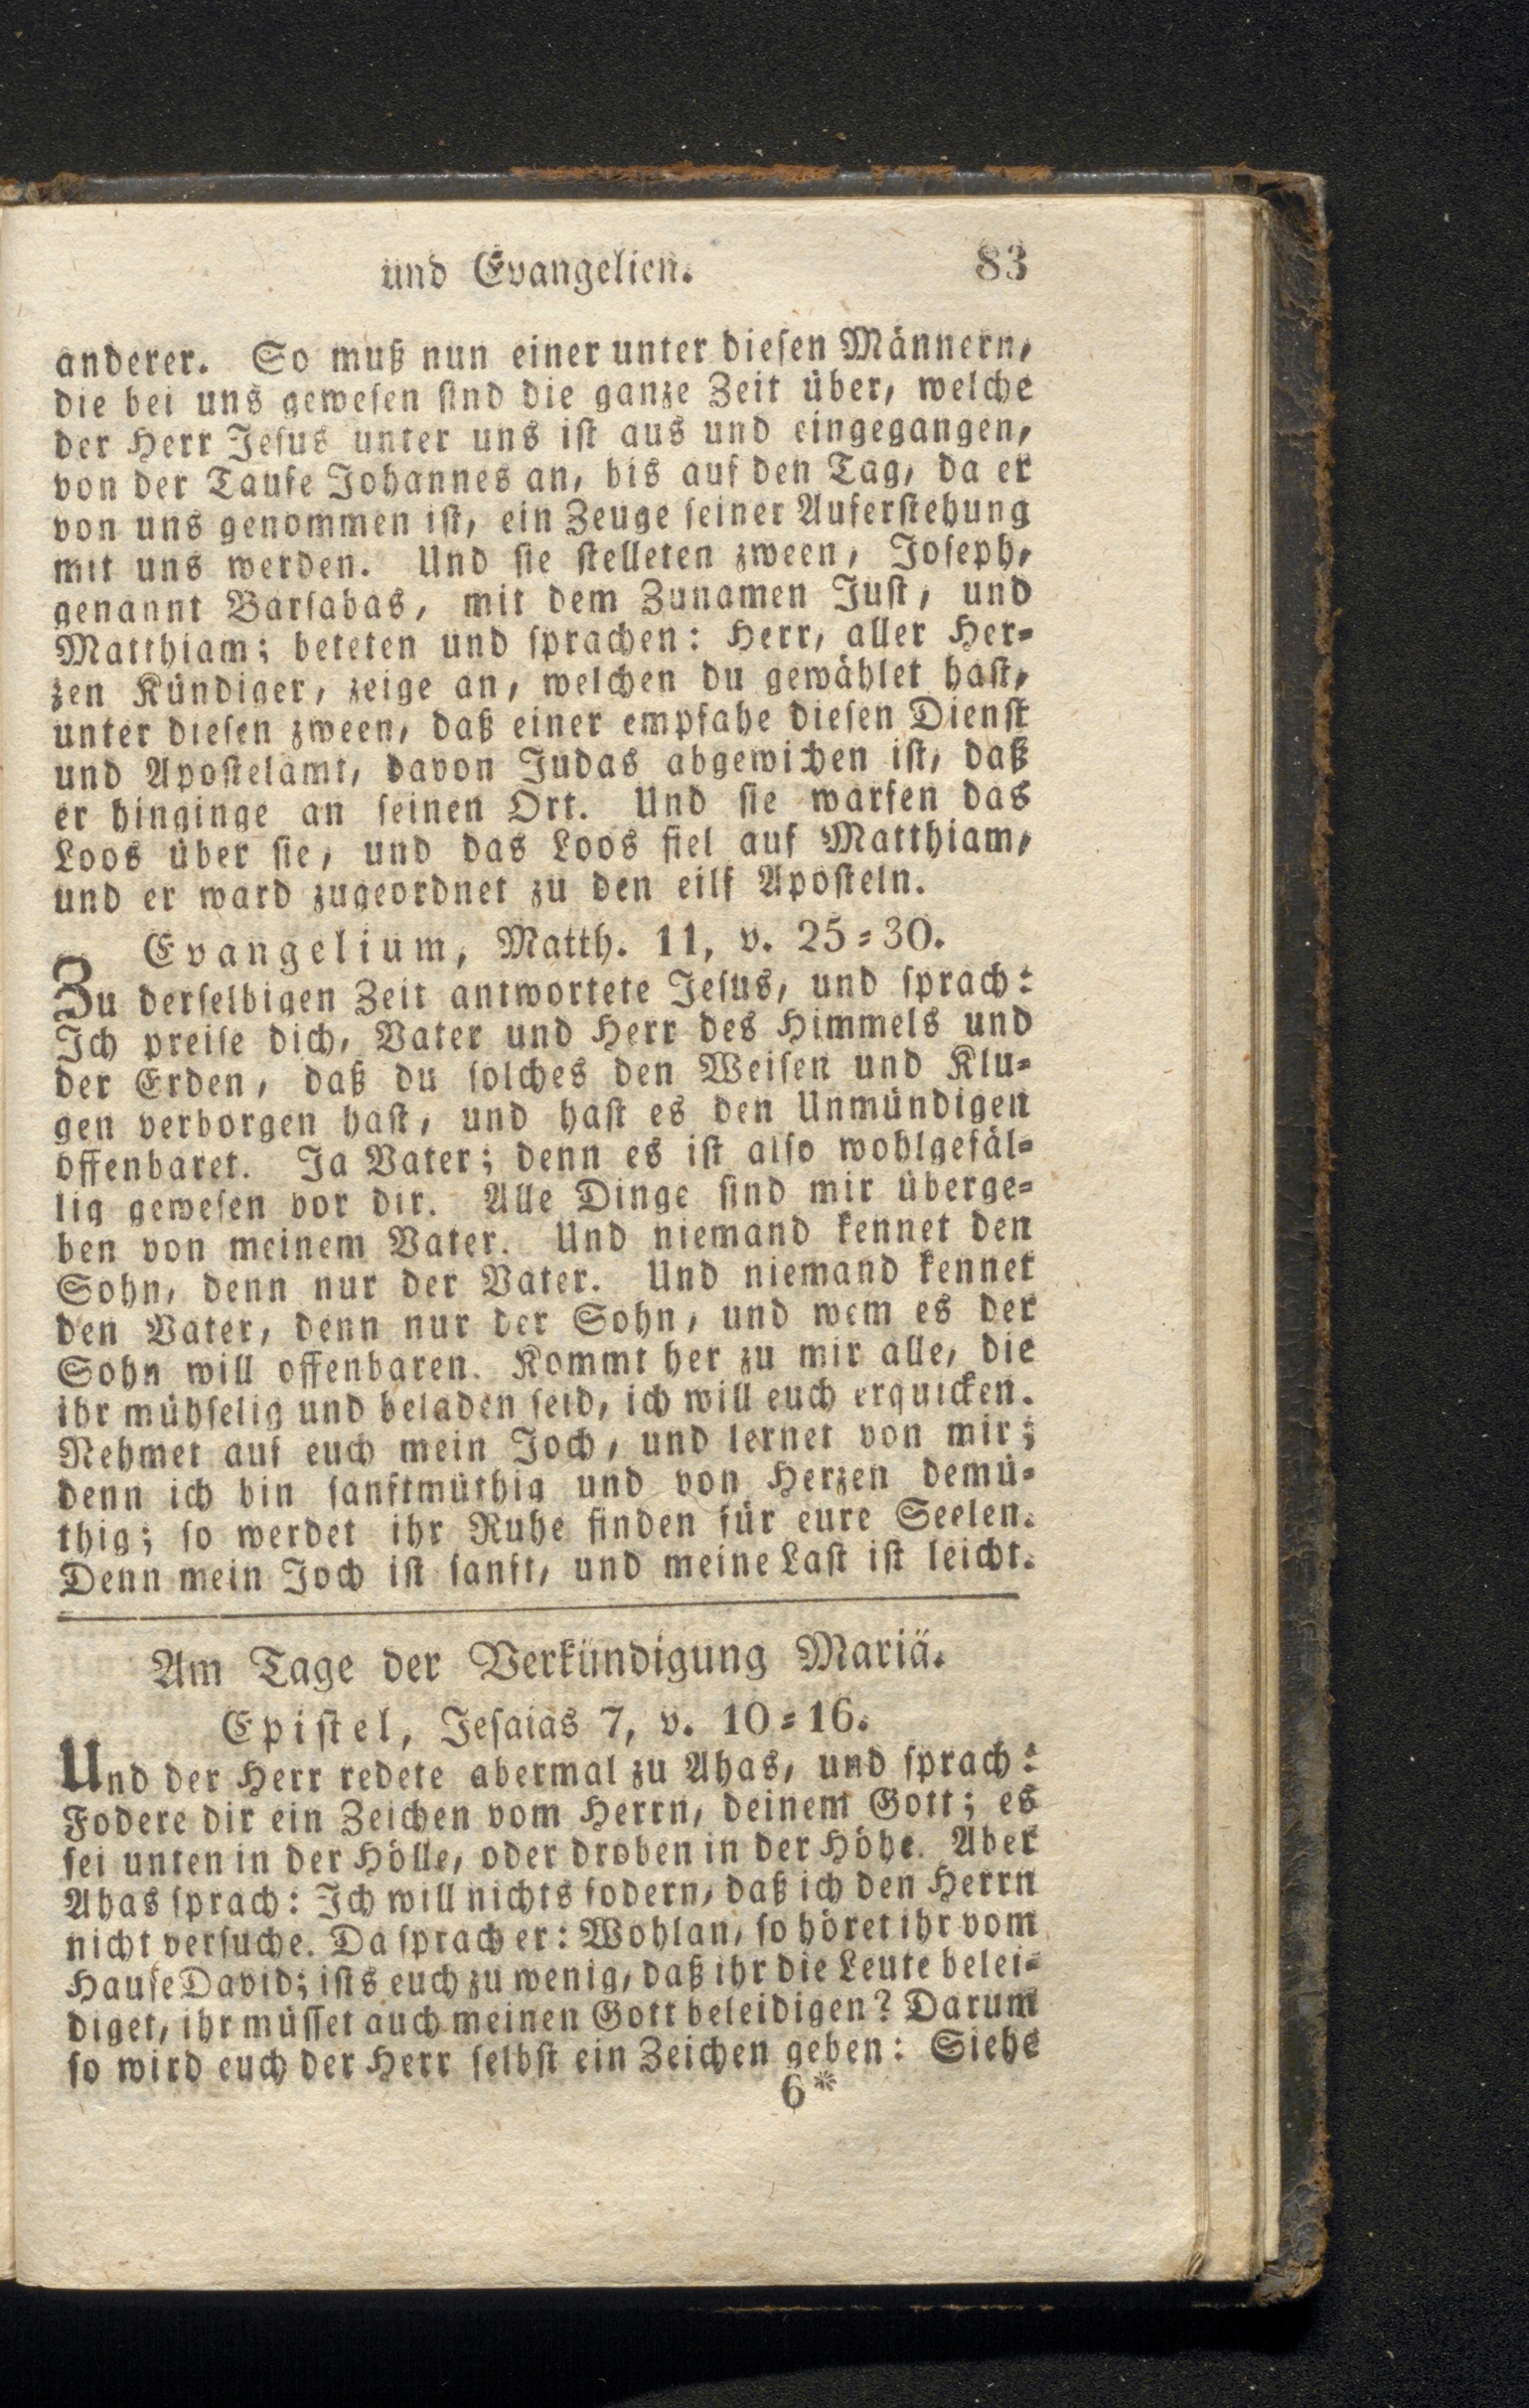 und Evangelien. 83
anderer. So muß nun einer unter dieſen Männern,
die bei uns geweſen ſind die ganze Zeit über, welche
der Herr Jeſus unter uns iſt aus und eingegangen,
von der Taufe Johannes an, bis auf den Tag, da er
von uns genommen iſt, ein Zeuge ſeiner Auferſtehung
mit uns werden. Und ſie ſtelleten zween, Joſeph,
genannt Barſabas, mit dem Zunamen Juſt, und
Matthiam; beteten und ſprachen: Herr, aller Her-
zen Kündiger, zeige an, welchen du gewählet haſt,
unter dieſen zween, daß einer empfahe dieſen Dienſt
und Apoſtelamt, davon Judas abgewichen iſt, daß
er hinginge an ſeinen Ort. Und ſie warfen das
Loos über ſie, und das Loos fiel auf Matthiam,
und er ward zugeordnet zu den eilf Apoſteln.
Evangelium, Matth. 11, v. 25-30.
Zu derſelbigen Zeit antwortete Jeſus, und ſprach:
Ich preiſe dich, Vater und Herr des Himmels und
der Erden, daß du ſolches den Weiſen und Klu-
gen verborgen haſt, und haſt es den Unmündigen
offenbaret. Ja Vater; denn es iſt alſo wohlgefäl-
lig geweſen vor dir. Alle Dinge ſind mir überge-
ben von meinem Vater. Und niemand kennet den
Sohn, denn nur der Vater. Und niemand kennet
den Vater, denn nur der Sohn, und wem es der
Sohn will offenbaren. Kommt her zu mir alle, die
ihr mühſelig und beladen ſeid, ich will euch erquicken.
Nehmet auf euch mein Joch, und lernet von mir;
denn ich bin ſanftmüthig und von Herzen demü-
thig; ſo werdet ihr Ruhe finden für eure Seelen.
Denn mein Joch iſt ſanft, und meine Laſt iſt leicht.
Am Tage der Verkündigung Mariä.
Epiſtel, Jeſaias 7, v. 10-16.
Und der Herr redete abermal zu Ahas, und ſprach:
Fodere dir ein Zeichen vom Herrn, deinem Gott; es
ſei unten in der Hölle, oder droben in der Höhe. Aber
Ahas ſprach: Ich will nichts fodern, daß ich den Herrn
nicht verſuche. Da ſprach er: Wohlan, ſo höret ihr vom
Hauſe David; iſts euch zu wenig, daß ihr die Leute belei-
diget, ihr müſſet auch meinen Gott beleidigen? Darum
ſo wird euch der Herr ſelbſt ein Zeichen geben: Siehe
6*